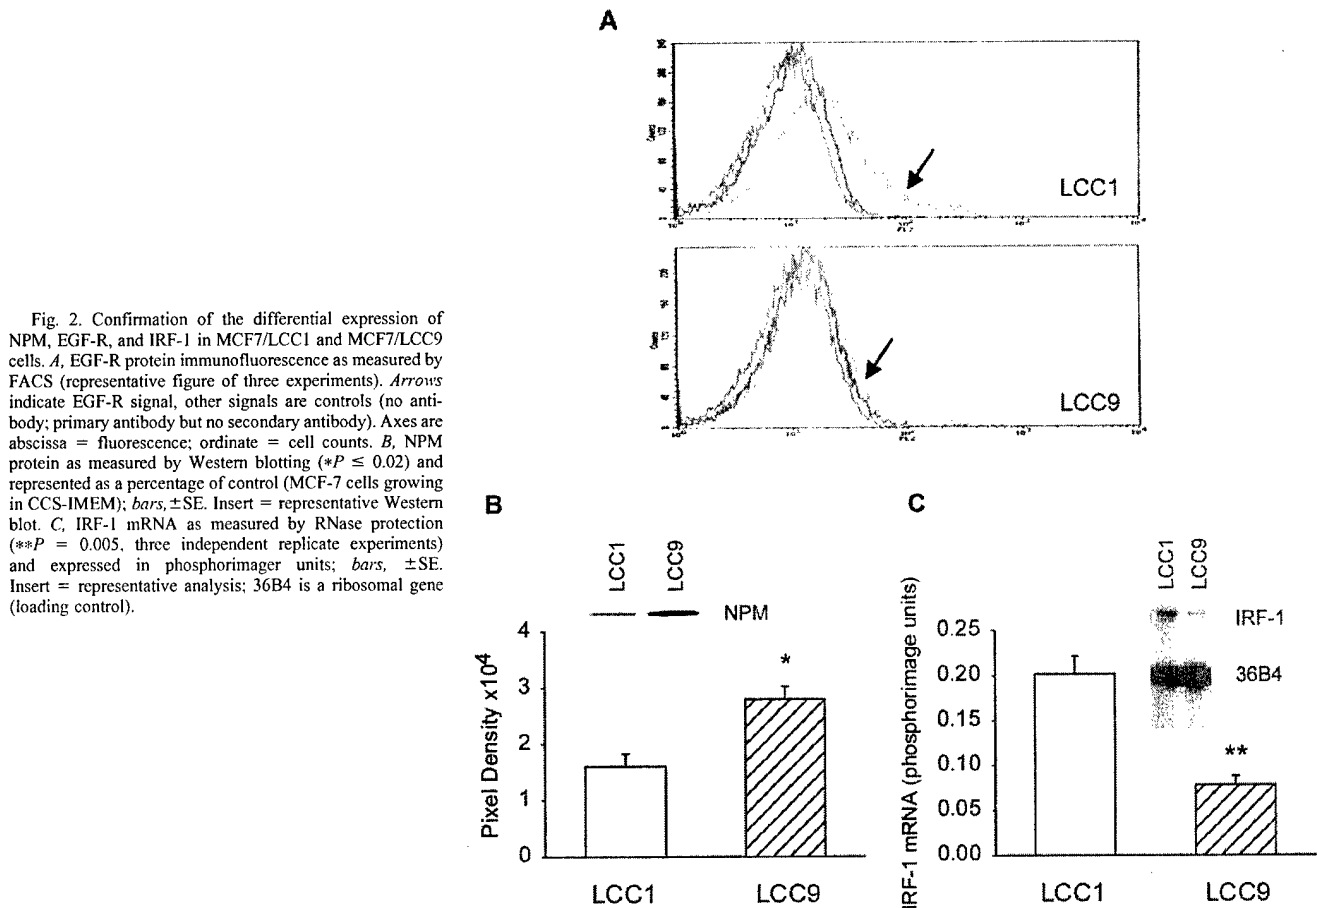 A
LCC1
LCC9
Fig. 2. Confirmation of the differential expression of
NPM, EGF-R, and IRF-1 in MCF7/LCC1 and MCF7/LCC9
cells. A, EGF-R protein immunofluorescence as measured by
FACS (representative figure of three experiments). Arrows
indicate EGF-R signal, other signals are controls (no anti-
body; primary antibody but no secondary antibody). Axes are
abscissa = fluorescence; ordinate = cell counts. B, NPM
protein as measured by Western blotting (*P ≤ 0.02) and
represented as a percentage of control (MCF-7 cells growing
in CCS-IMEM); bars, ±SE. Insert = representative Western
blot. C, IRF-1 mRNA as measured by RNase protection
(**P = 0.005, three independent replicate experiments)
and expressed in phosphorimager units; bars, ±SE.
Insert = representative analysis; 36B4 is a ribosomal gene
(loading control).
B
LCC1
LCC9
NPM
Pixel Density x10⁴
4
3
2
1
0
*
LCC1
LCC9
C
LCC1
LCC9
IRF-1
36B4
IRF-1 mRNA (phosphorimage units)
0.25
0.20
0.15
0.10
0.05
0.00
**
LCC1
LCC9